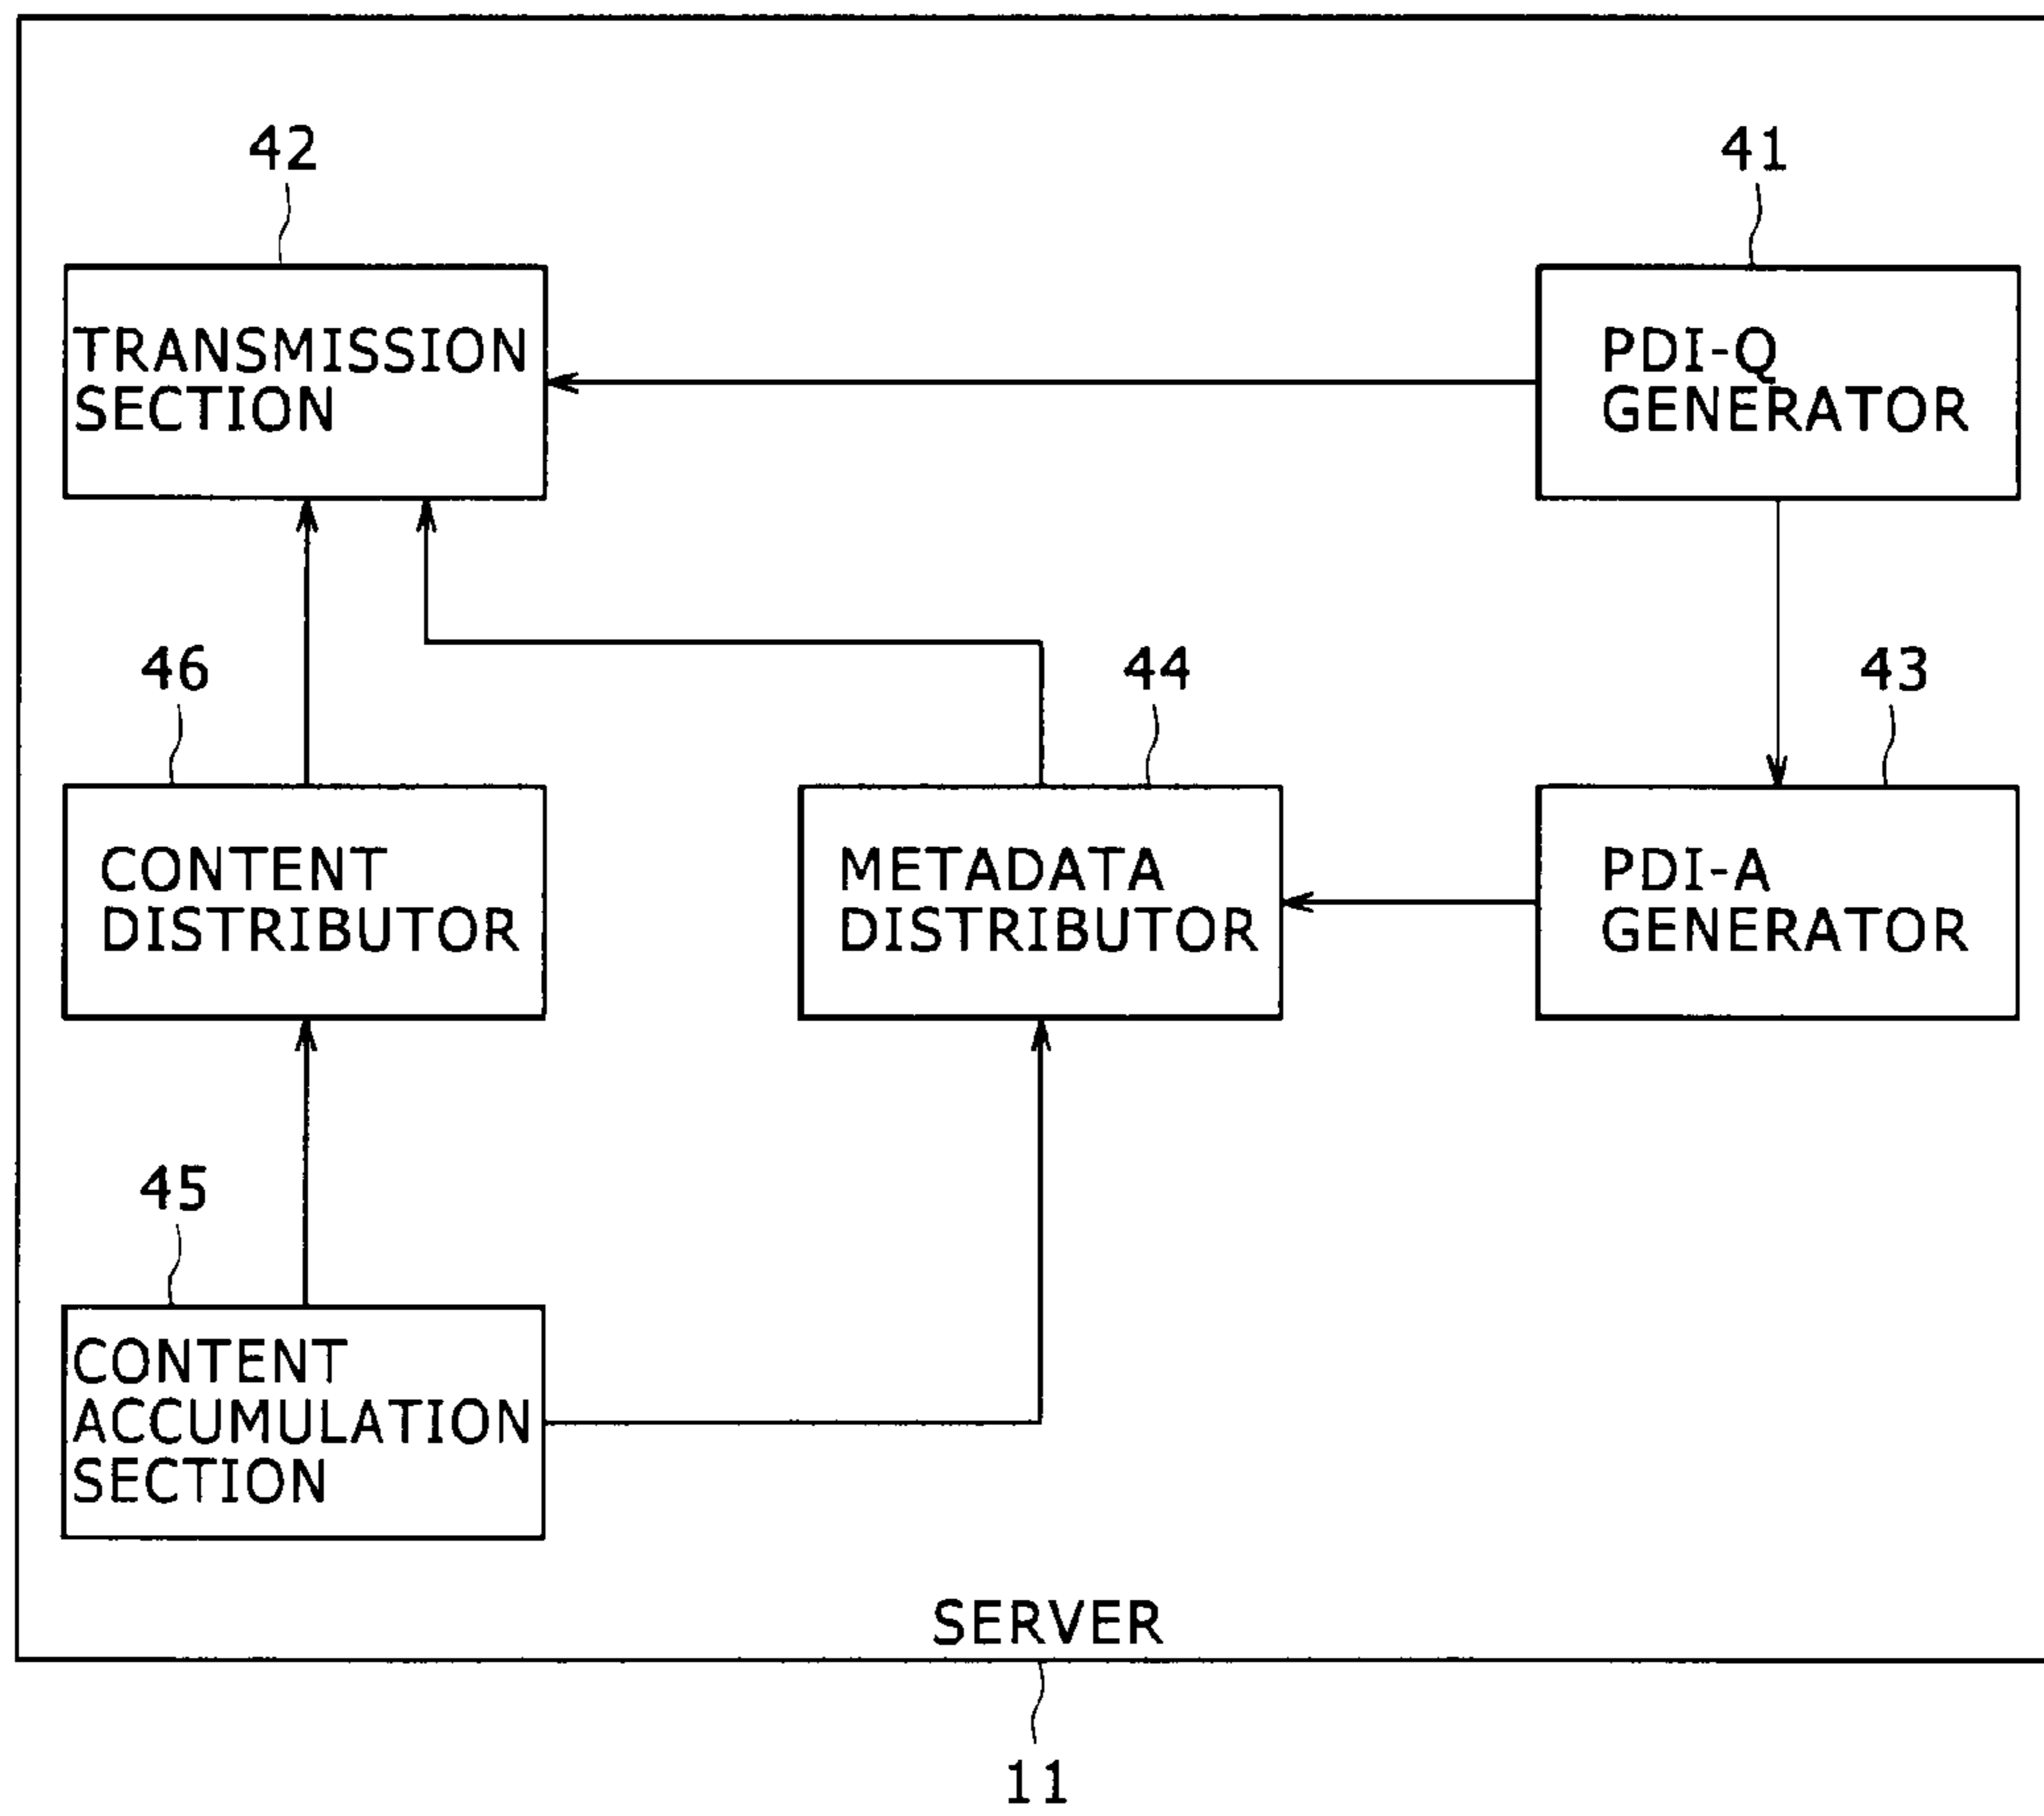 42
41
TRANSMISSION
SECTION
PDI-Q
GENERATOR
46
44
43
CONTENT
DISTRIBUTOR
METADATA
DISTRIBUTOR
PDI-A
GENERATOR
45
CONTENT
ACCUMULATION
SECTION
SERVER
11